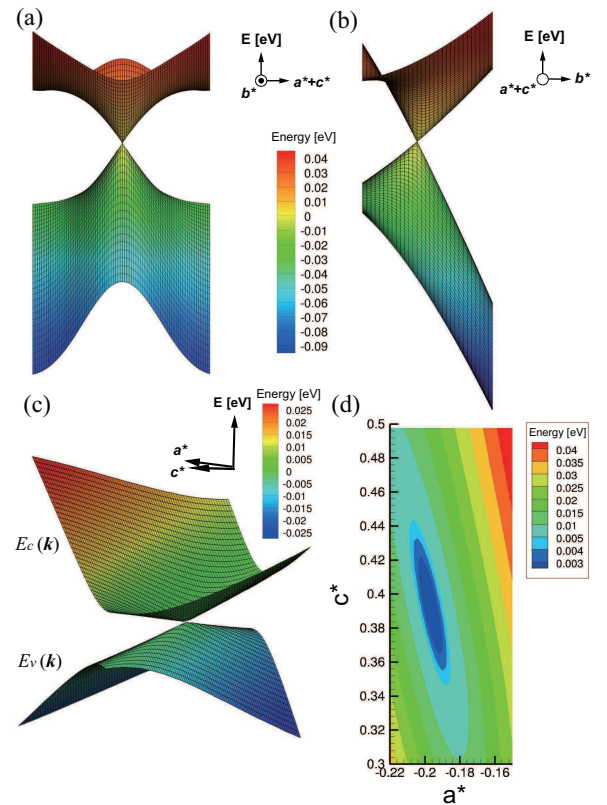 (a)
E [eV]
b*
a*+c*
(b)
E [eV]
a*+c*
b*
Energy [eV]
0.04
0.03
0.02
0.01
0
-0.01
-0.02
-0.03
-0.04
-0.05
-0.06
-0.07
-0.08
-0.09
(c)
E [eV]
a*
c*
Energy [eV]
0.025
0.02
0.015
0.01
0.005
0
-0.005
-0.01
-0.015
-0.02
-0.025
Ec (k)
Ev (k)
(d)
0.5
0.48
0.46
0.44
0.42
0.4
0.38
0.36
0.34
0.32
0.3
c*
-0.22 -0.2 -0.18 -0.16
a*
Energy [eV]
0.04
0.035
0.03
0.025
0.02
0.015
0.01
0.005
0.004
0.003